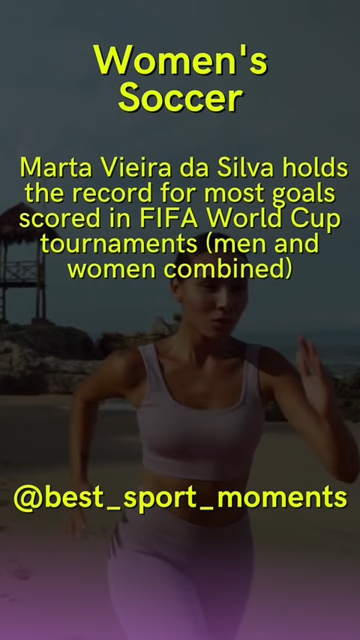 Women's
Soccer
Marta Vieira da Silva holds
the record for most goals
scored in FIFA World Cup
tournaments (men and
women combined)
@best_sport_moments